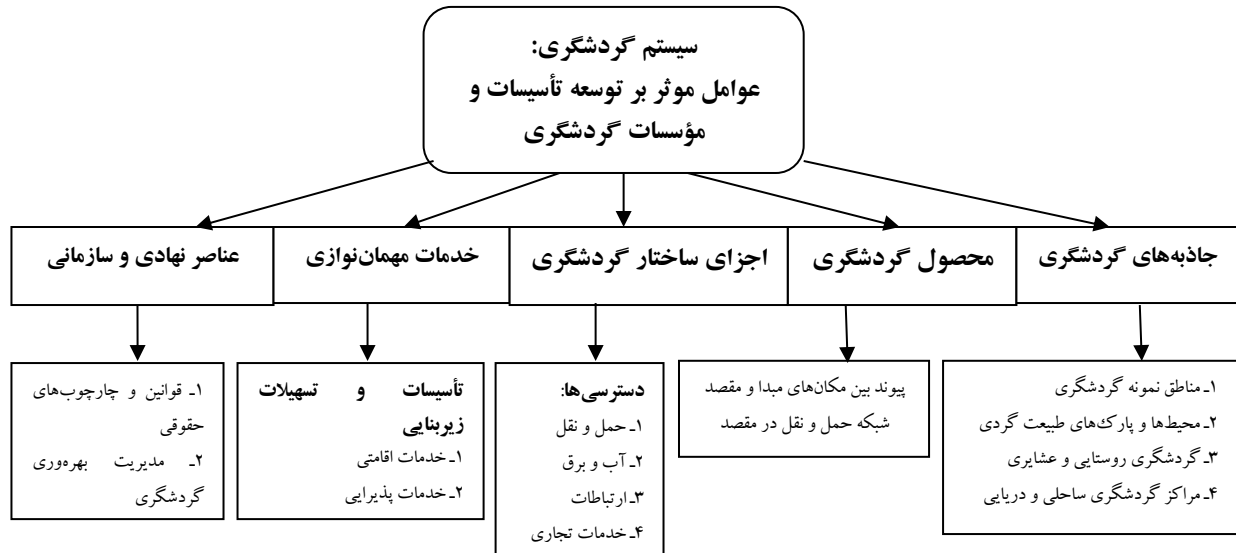 سیستم گردشگری:
عوامل موثر بر توسعه تأسیسات و
مؤسسات گردشگری
جاذبه‌های گردشگری
محصول گردشگری
اجزای ساختار گردشگری
خدمات مهمان‌نوازی
عناصر نهادی و سازمانی
۱ـ مناطق نمونه گردشگری
۲ـ محیط‌ها و پارک‌های طبیعت گردی
۳ـ گردشگری روستایی و عشایری
۴ـ مراکز گردشگری ساحلی و دریایی
پیوند بین مکان‌های مبدا و مقصد
شبکه حمل و نقل در مقصد
دسترسی‌ها:
۱ـ حمل و نقل
۲ـ آب و برق
۳ـ ارتباطات
۴ـ خدمات تجاری
تأسیسات و تسهیلات
زیربنایی
۱ـ خدمات اقامتی
۲ـ خدمات پذیرایی
۱ـ قوانین و چارچوب‌های
حقوقی
۲ـ مدیریت بهره‌وری
گردشگری